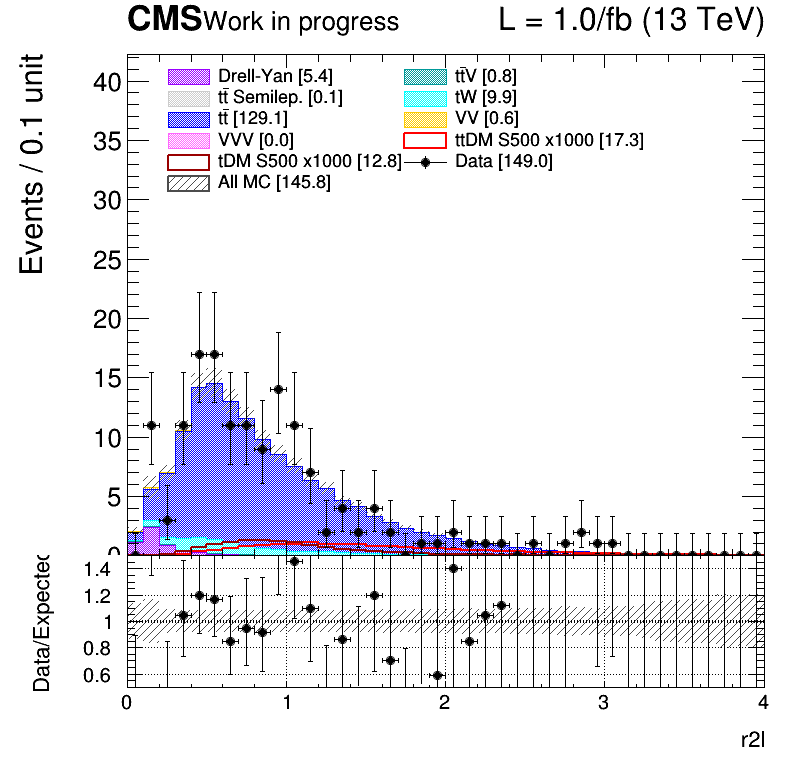 CMS Work in progress L = 1.0/fb (13 TeV)
Events / 0.1 unit
Drell-Yan [5.4] tt̄V [0.8]
tt̄ Semilep. [0.1] tW [9.9]
tt̄ [129.1] VV [0.6]
VVV [0.0] ttDM S500 x1000 [17.3]
tDM S500 x1000 [12.8] Data [149.0]
All MC [145.8]
40
35
30
25
20
15
10
5
0
Data/Expected
1.4
1.2
1
0.8
0.6
0 1 2 3 4
r2l